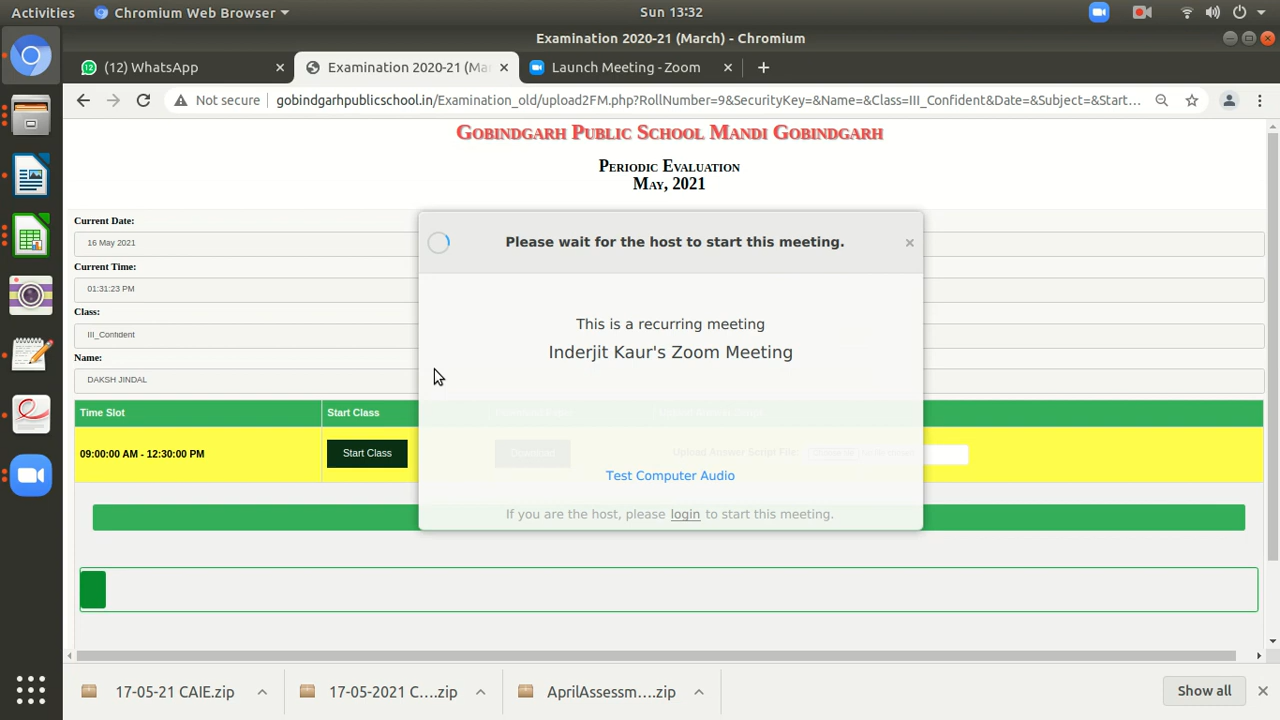 Activities
Chromium Web Browser
Sun 13:32
Examination 2020-21 (March) - Chromium
(12) WhatsApp
Examination 2020-21 (Mar
Launch Meeting - Zoom
Not secure
gobindgarhpublicschool.in/Examination_old/upload2FM.php?RollNumber=9&SecurityKey=&Name=&Class=III_Confident&Date=&Subject=&Start...
Gobindgarh Public School Mandi Gobindgarh
Periodic Evaluation
May, 2021
Current Date:
16 May 2021
Current Time:
01:31:23 PM
Class:
III_Confident
Name:
DAKSH JINDAL
Time Slot
Start Class
09:00:00 AM - 12:30:00 PM
Start Class
Download
Upload Answer Script File:
Please wait for the host to start this meeting.
This is a recurring meeting
Inderjit Kaur's Zoom Meeting
Test Computer Audio
If you are the host, please login to start this meeting.
17-05-21 CAIE.zip
17-05-2021 C....zip
AprilAssessm....zip
Show all